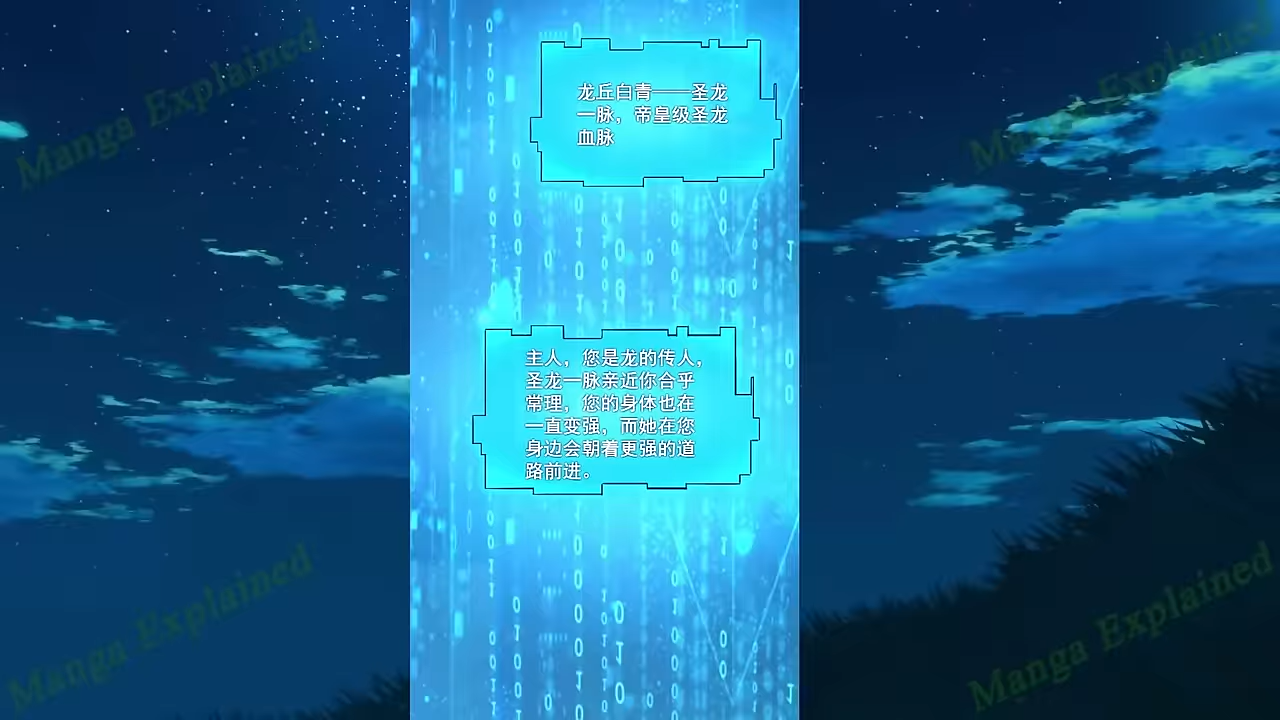 龙丘白青——圣龙
一脉，帝皇级圣龙
血脉
主人，您是龙的传人，
圣龙一脉亲近你合乎
常理，您的身体也在
一直变强，而她在您
身边会朝着更强的道
路前进。
Manga Explained
Manga Explained
Manga Explained
Manga Explained